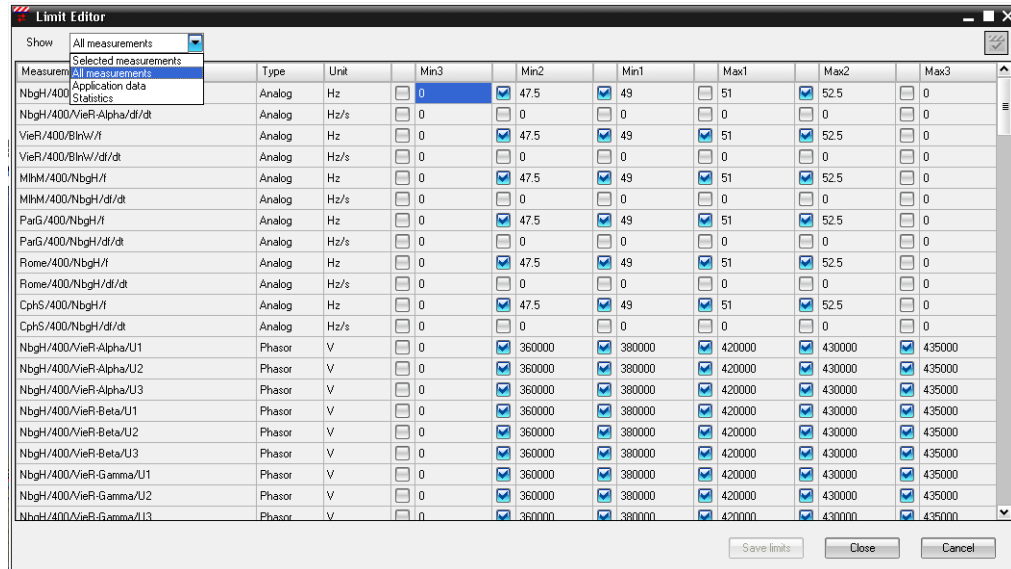 Limit Editor
Show All measurements
Selected measurements
All measurements
Application data
Statistics
Measurem Type Unit Min3 Min2 Min1 Max1 Max2 Max3
NbgH/400 Analog Hz 0 47.5 49 51 52.5 0
NbgH/400/VieR-Alpha/df/dt Analog Hz/s 0 0 0 0 0 0
VieR/400/BlnW/f Analog Hz 0 47.5 49 51 52.5 0
VieR/400/BlnW/df/dt Analog Hz/s 0 0 0 0 0 0
MlhM/400/NbgH/f Analog Hz 0 47.5 49 51 52.5 0
MlhM/400/NbgH/df/dt Analog Hz/s 0 0 0 0 0 0
ParG/400/NbgH/f Analog Hz 0 47.5 49 51 52.5 0
ParG/400/NbgH/df/dt Analog Hz/s 0 0 0 0 0 0
Rome/400/NbgH/f Analog Hz 0 47.5 49 51 52.5 0
Rome/400/NbgH/df/dt Analog Hz/s 0 0 0 0 0 0
CphS/400/NbgH/f Analog Hz 0 47.5 49 51 52.5 0
CphS/400/NbgH/df/dt Analog Hz/s 0 0 0 0 0 0
NbgH/400/VieR-Alpha/U1 Phasor V 0 360000 380000 420000 430000 435000
NbgH/400/VieR-Alpha/U2 Phasor V 0 360000 380000 420000 430000 435000
NbgH/400/VieR-Alpha/U3 Phasor V 0 360000 380000 420000 430000 435000
NbgH/400/VieR-Beta/U1 Phasor V 0 360000 380000 420000 430000 435000
NbgH/400/VieR-Beta/U2 Phasor V 0 360000 380000 420000 430000 435000
NbgH/400/VieR-Beta/U3 Phasor V 0 360000 380000 420000 430000 435000
NbgH/400/VieR-Gamma/U1 Phasor V 0 360000 380000 420000 430000 435000
NbgH/400/VieR-Gamma/U2 Phasor V 0 360000 380000 420000 430000 435000
NbgH/400/VieR-Gamma/U3 Phasor V 0 360000 380000 420000 430000 435000
Save limits Close Cancel